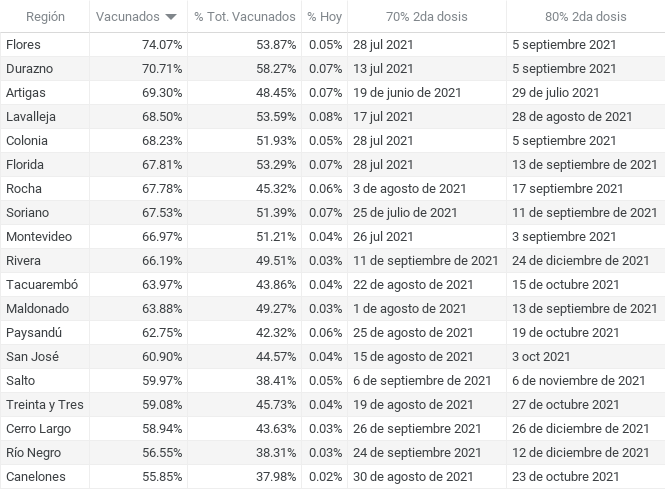 Región Vacunados % Tot. Vacunados % Hoy 70% 2da dosis 80% 2da dosis
Flores 74.07% 53.87% 0.05% 28 jul 2021 5 septiembre 2021
Durazno 70.71% 58.27% 0.07% 13 jul 2021 5 septiembre 2021
Artigas 69.30% 48.45% 0.07% 19 de junio de 2021 29 de julio de 2021
Lavalleja 68.50% 53.59% 0.08% 17 jul 2021 28 de agosto de 2021
Colonia 68.23% 51.93% 0.05% 28 jul 2021 5 septiembre 2021
Florida 67.81% 53.29% 0.07% 28 jul 2021 13 de septiembre de 2021
Rocha 67.78% 45.32% 0.06% 3 de agosto de 2021 17 septiembre 2021
Soriano 67.53% 51.39% 0.07% 25 de julio de 2021 11 de septiembre de 2021
Montevideo 66.97% 51.21% 0.04% 26 jul 2021 3 septiembre 2021
Rivera 66.19% 49.51% 0.03% 11 de septiembre de 2021 24 de diciembre de 2021
Tacuarembó 63.97% 43.86% 0.04% 22 de agosto de 2021 15 de octubre de 2021
Maldonado 63.88% 49.27% 0.03% 1 de agosto de 2021 13 de septiembre de 2021
Paysandú 62.75% 42.32% 0.06% 25 de agosto de 2021 19 de octubre de 2021
San José 60.90% 44.57% 0.04% 15 de agosto de 2021 3 oct 2021
Salto 59.97% 38.41% 0.05% 6 de septiembre de 2021 6 de noviembre de 2021
Treinta y Tres 59.08% 45.73% 0.04% 19 de agosto de 2021 27 de octubre de 2021
Cerro Largo 58.94% 43.63% 0.03% 26 de septiembre de 2021 26 de diciembre de 2021
Río Negro 56.55% 38.31% 0.03% 24 de septiembre de 2021 12 de diciembre de 2021
Canelones 55.85% 37.98% 0.02% 30 de agosto de 2021 23 de octubre de 2021